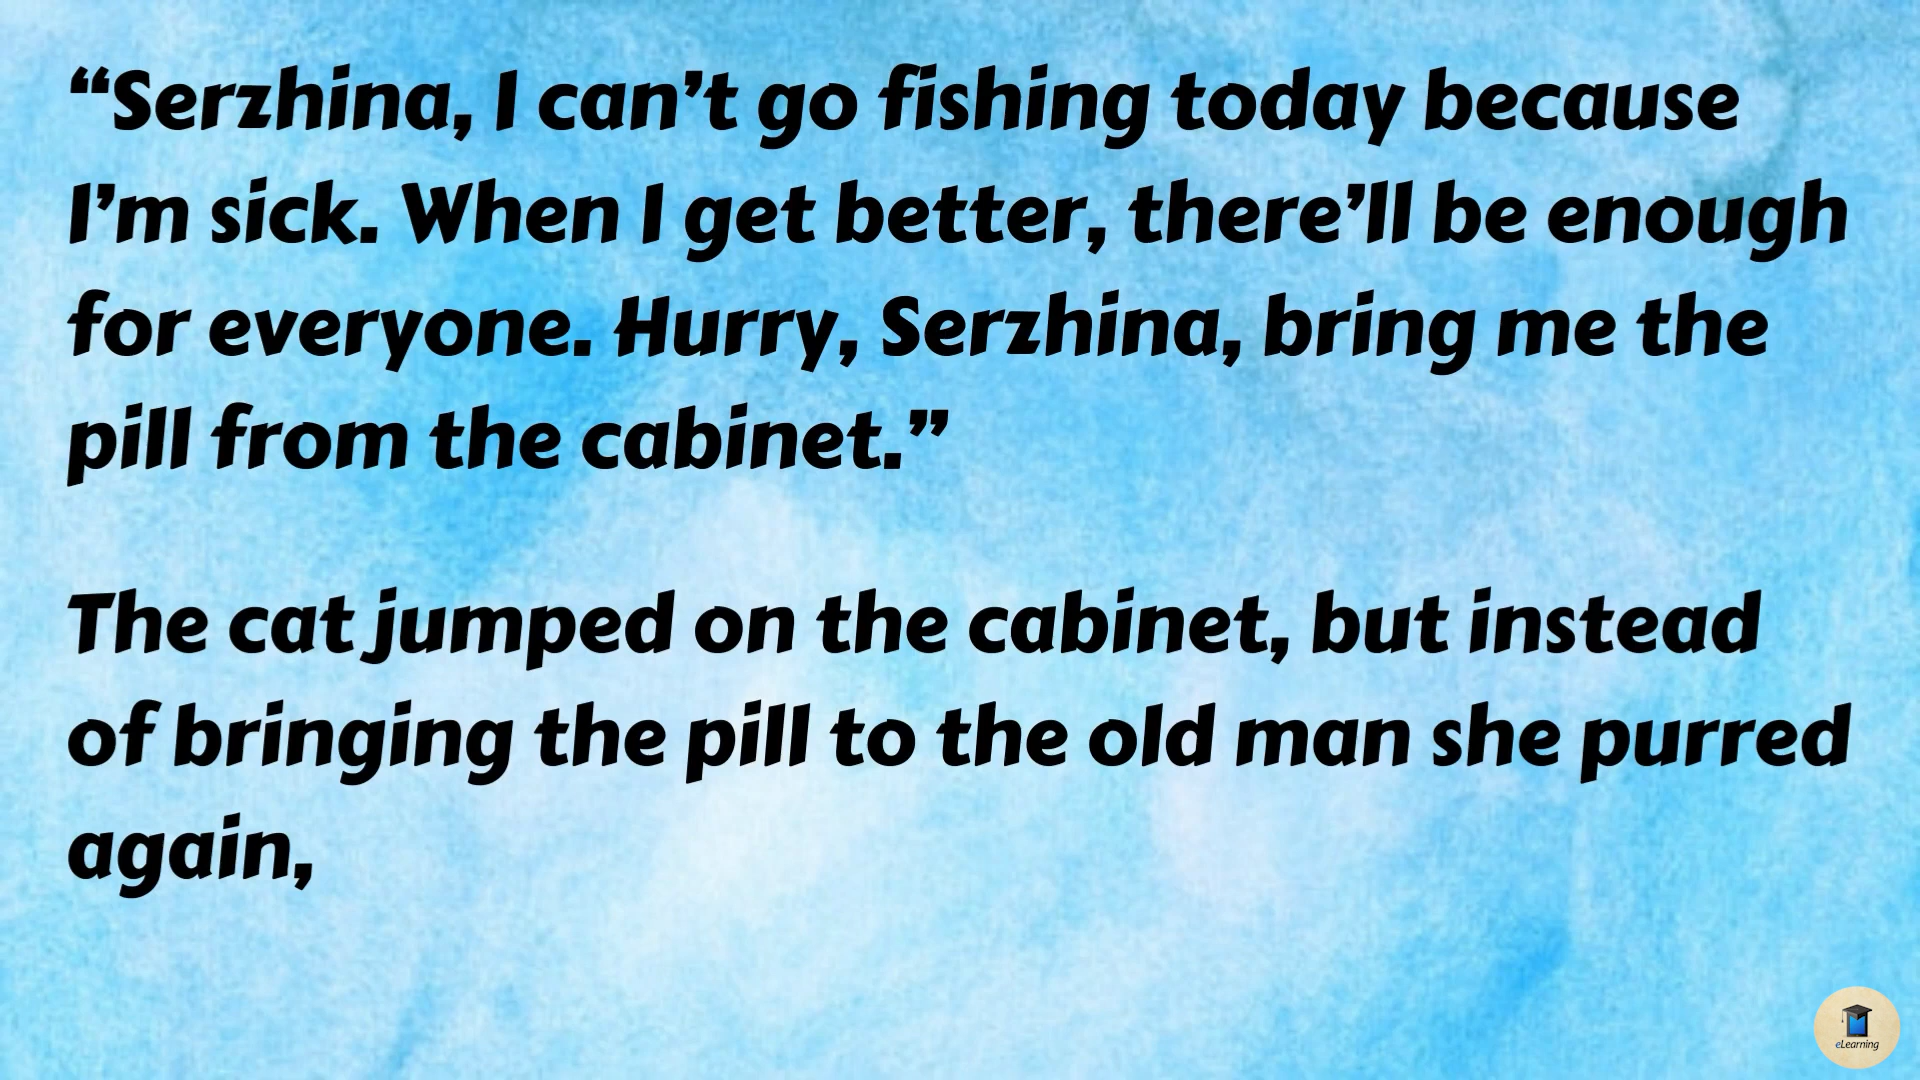 “Serzhina, I can’t go fishing today because
I’m sick. When I get better, there’ll be enough
for everyone. Hurry, Serzhina, bring me the
pill from the cabinet.”
The cat jumped on the cabinet, but instead
of bringing the pill to the old man she purred
again,
eLearning